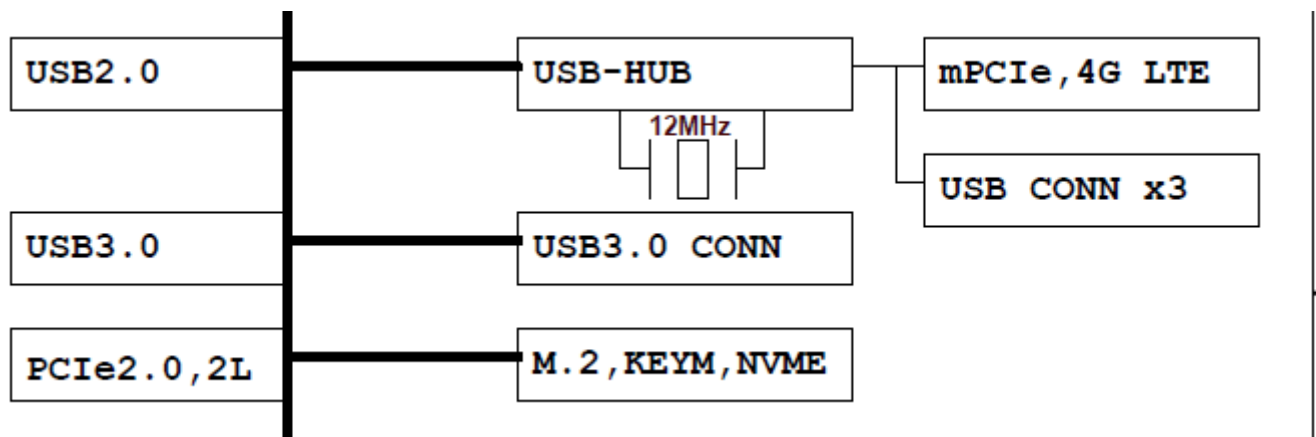 USB2.0
USB-HUB
mPCIe,4G LTE
12MHz
USB CONN x3
USB3.0
USB3.0 CONN
PCIe2.0,2L
M.2,KEYM,NVME